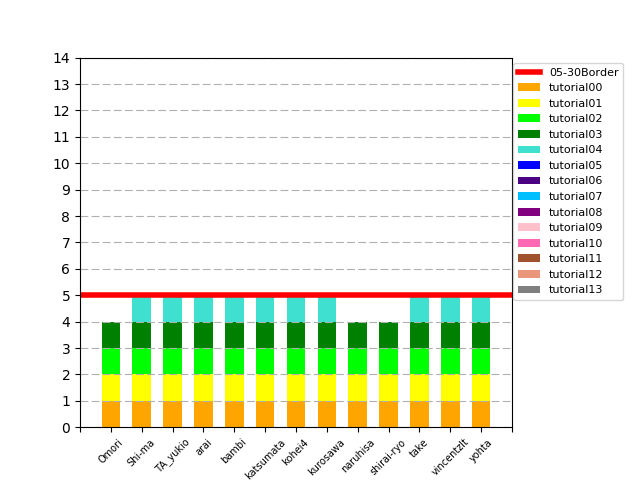 14
13
12
11
10
9
8
7
6
5
4
3
2
1
0
Omori
Shi-ma
TA_yukio
arai
bambi
katsumata
kohei4
kurosawa
naruhisa
shirai-ryo
take
vincentzlt
yohta
05-30Border
tutorial00
tutorial01
tutorial02
tutorial03
tutorial04
tutorial05
tutorial06
tutorial07
tutorial08
tutorial09
tutorial10
tutorial11
tutorial12
tutorial13